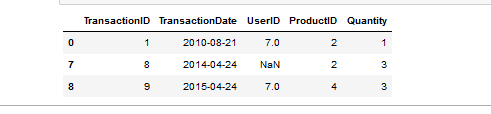 TransactionID TransactionDate UserID ProductID Quantity
0 1 2010-08-21 7.0 2 1
7 8 2014-04-24 NaN 2 3
8 9 2015-04-24 7.0 4 3